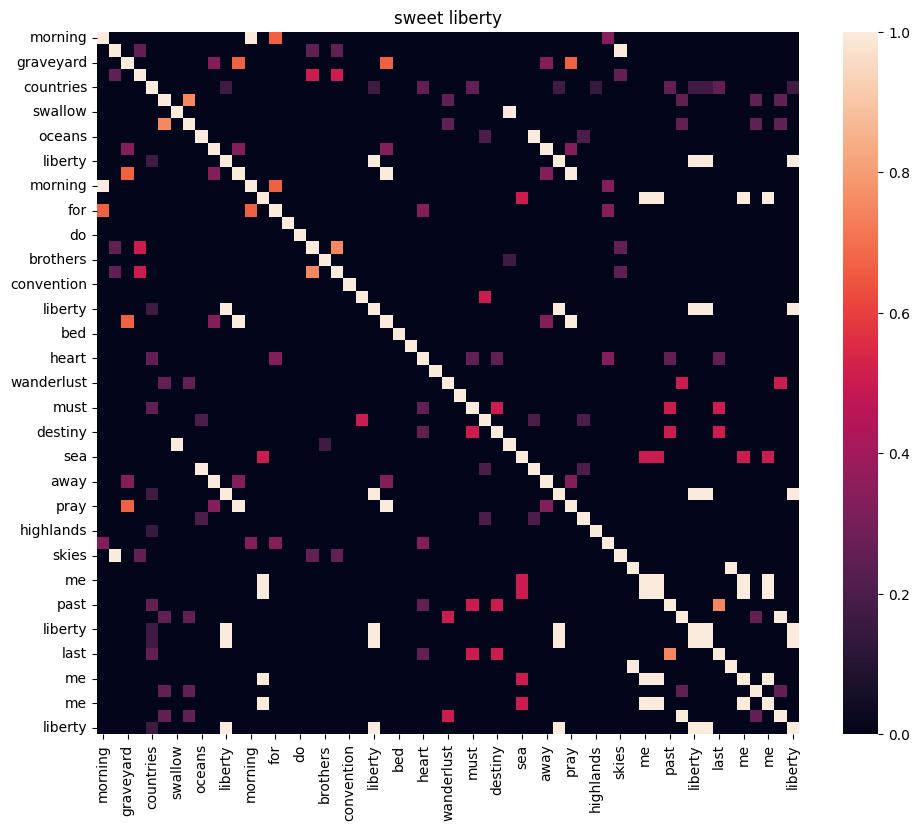 sweet liberty
morning
graveyard
countries
swallow
oceans
liberty
morning
for
do
brothers
convention
liberty
bed
heart
wanderlust
must
destiny
sea
away
pray
highlands
skies
me
past
liberty
last
me
me
liberty
1.0
0.8
0.6
0.4
0.2
0.0
morning
graveyard
countries
swallow
oceans
liberty
morning
for
do
brothers
convention
liberty
bed
heart
wanderlust
must
destiny
sea
away
pray
highlands
skies
me
past
liberty
last
me
me
liberty